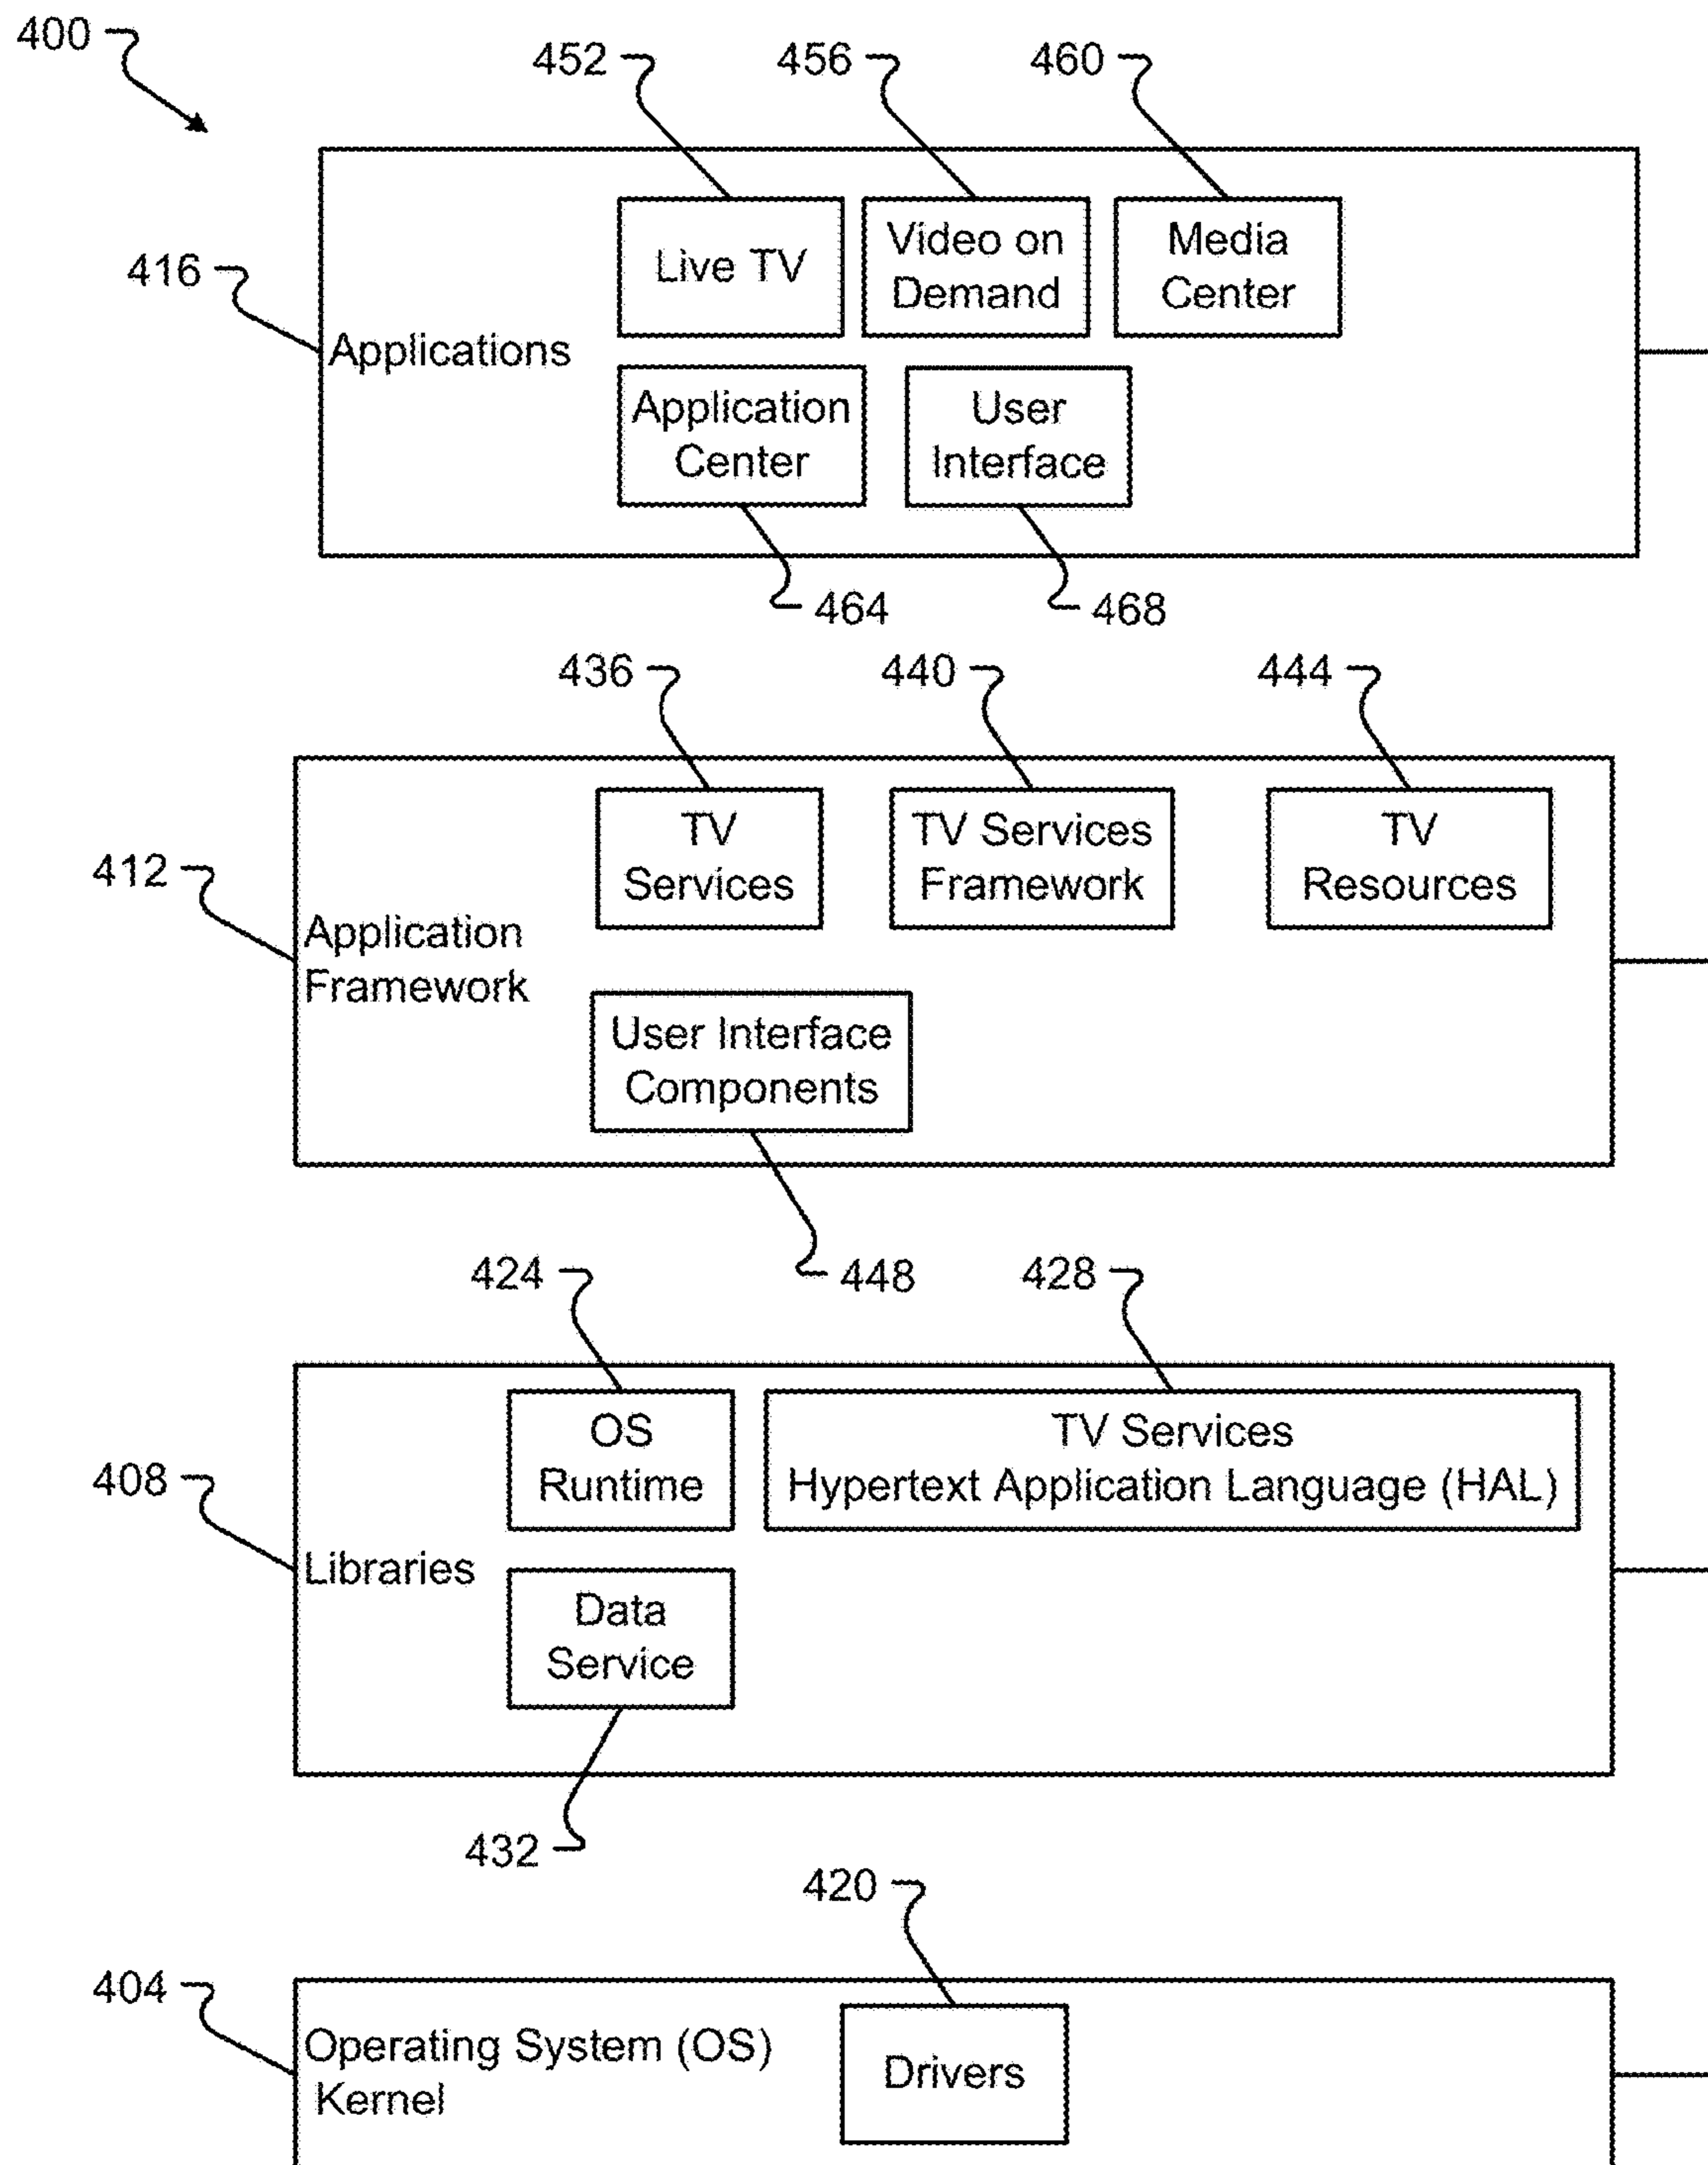 400
452
456
460
416
Applications
Live TV
Video on
Demand
Media
Center
Application
Center
User
Interface
464
468
436
440
444
412
Application
Framework
TV
Services
TV Services
Framework
TV
Resources
User Interface
Components
448
424
428
408
Libraries
OS
Runtime
TV Services
Hypertext Application Language (HAL)
Data
Service
432
420
404
Operating System (OS)
Kernel
Drivers